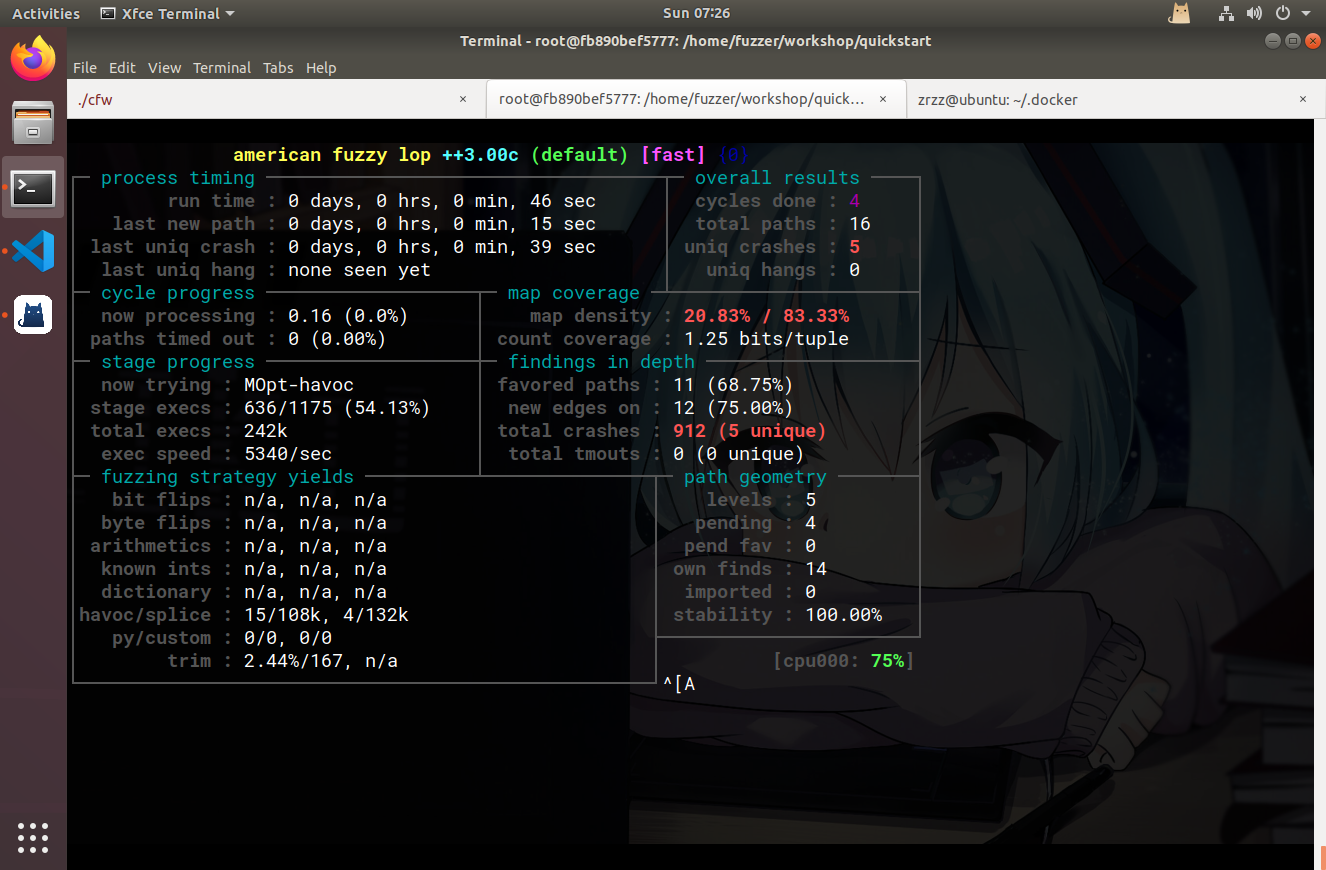 Activities Xfce Terminal Sun 07:26
Terminal - root@fb890bef5777: /home/fuzzer/workshop/quickstart
File Edit View Terminal Tabs Help
./cfw × root@fb890bef5777: /home/fuzzer/workshop/quick… × zrzz@ubuntu: ~/.docker ×
american fuzzy lop ++3.00c (default) [fast] {0}
process timing overall results
run time : 0 days, 0 hrs, 0 min, 46 sec cycles done : 4
last new path : 0 days, 0 hrs, 0 min, 15 sec total paths : 16
last uniq crash : 0 days, 0 hrs, 0 min, 39 sec uniq crashes : 5
last uniq hang : none seen yet uniq hangs : 0
cycle progress map coverage
now processing : 0.16 (0.0%) map density : 20.83% / 83.33%
paths timed out : 0 (0.00%) count coverage : 1.25 bits/tuple
stage progress findings in depth
now trying : MOpt-havoc favored paths : 11 (68.75%)
stage execs : 636/1175 (54.13%) new edges on : 12 (75.00%)
total execs : 242k total crashes : 912 (5 unique)
exec speed : 5340/sec total tmouts : 0 (0 unique)
fuzzing strategy yields path geometry
bit flips : n/a, n/a, n/a levels : 5
byte flips : n/a, n/a, n/a pending : 4
arithmetics : n/a, n/a, n/a pend fav : 0
known ints : n/a, n/a, n/a own finds : 14
dictionary : n/a, n/a, n/a imported : 0
havoc/splice : 15/108k, 4/132k stability : 100.00%
py/custom : 0/0, 0/0
trim : 2.44%/167, n/a [cpu000: 75%]
^[A